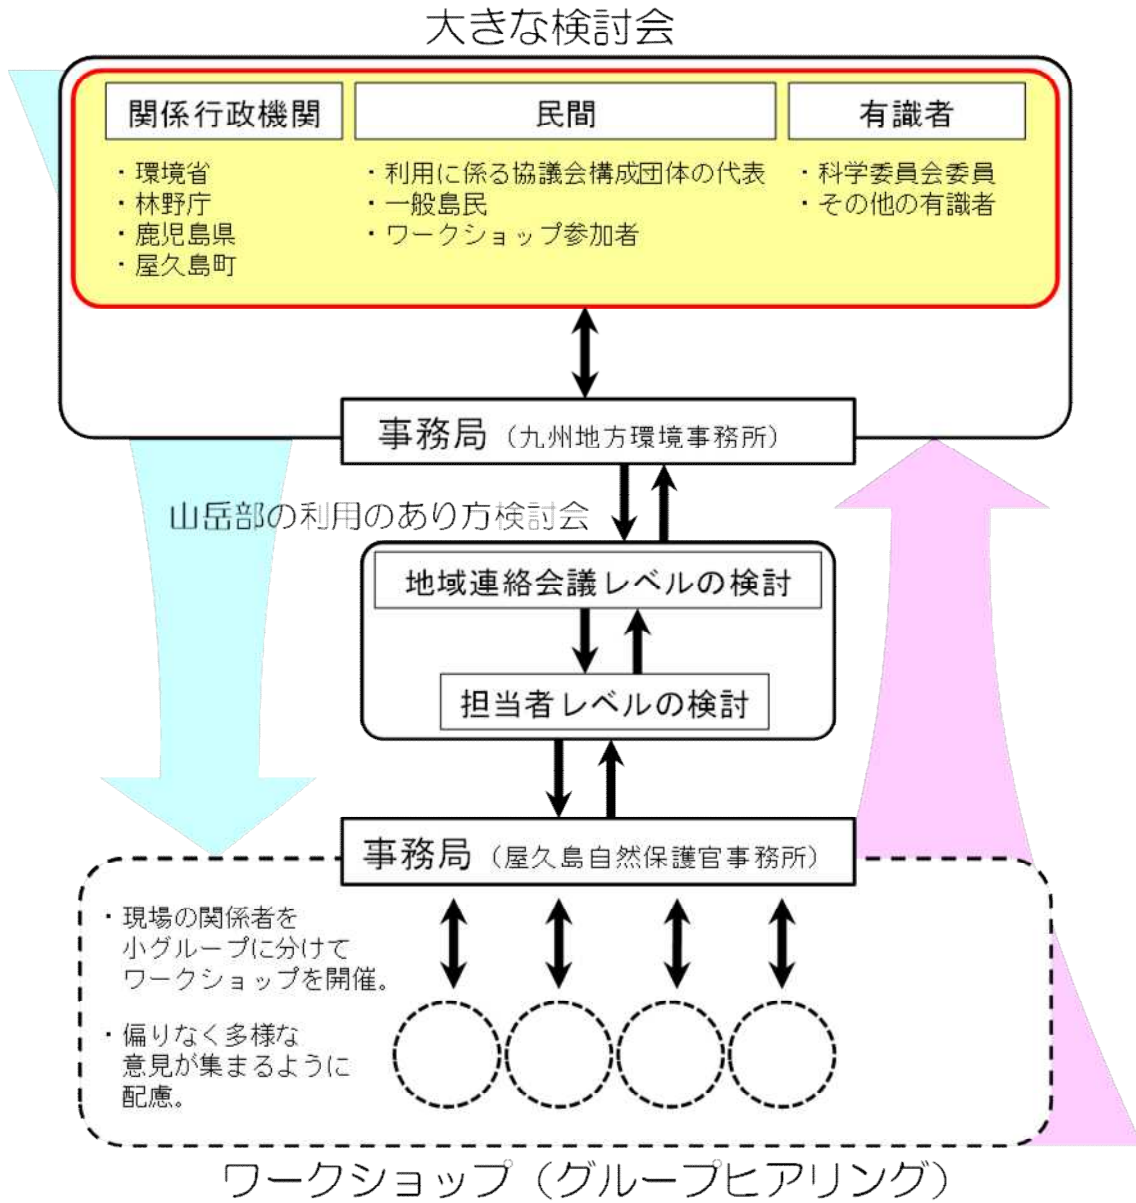 大きな検討会
関係行政機関
・環境省
・林野庁
・鹿児島県
・屋久島町
民間
・利用に係る協議会構成団体の代表
・一般島民
・ワークショップ参加者
有識者
・科学委員会委員
・その他の有識者
事務局（九州地方環境事務所）
山岳部の利用のあり方検討会
地域連絡会議レベルの検討
担当者レベルの検討
事務局（屋久島自然保護官事務所）
・現場の関係者を
小グループに分けて
ワークショップを開催。
・偏りなく多様な
意見が集まるように
配慮。
ワークショップ（グループヒアリング）